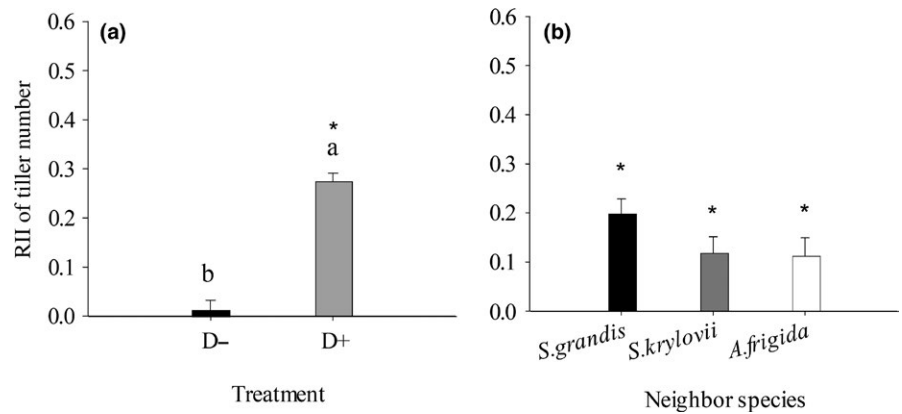 (a)
RII of tiller number
0.6
0.5
0.4
0.3
0.2
0.1
0.0
b
*
a
D– D+
Treatment
(b)
0.6
0.5
0.4
0.3
0.2
0.1
0.0
* * *
S.grandis S.krylovii A.frigida
Neighbor species